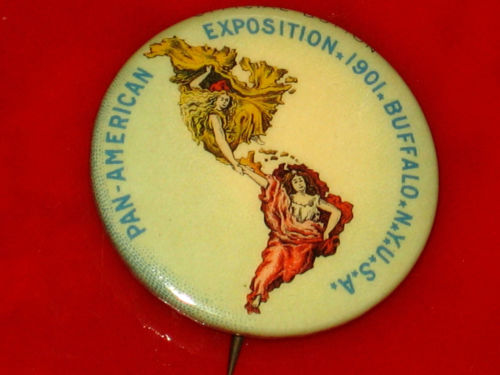 PAN-AMERICAN EXPOSITION. 1901. BUFFALO. N.Y. U.S.A.